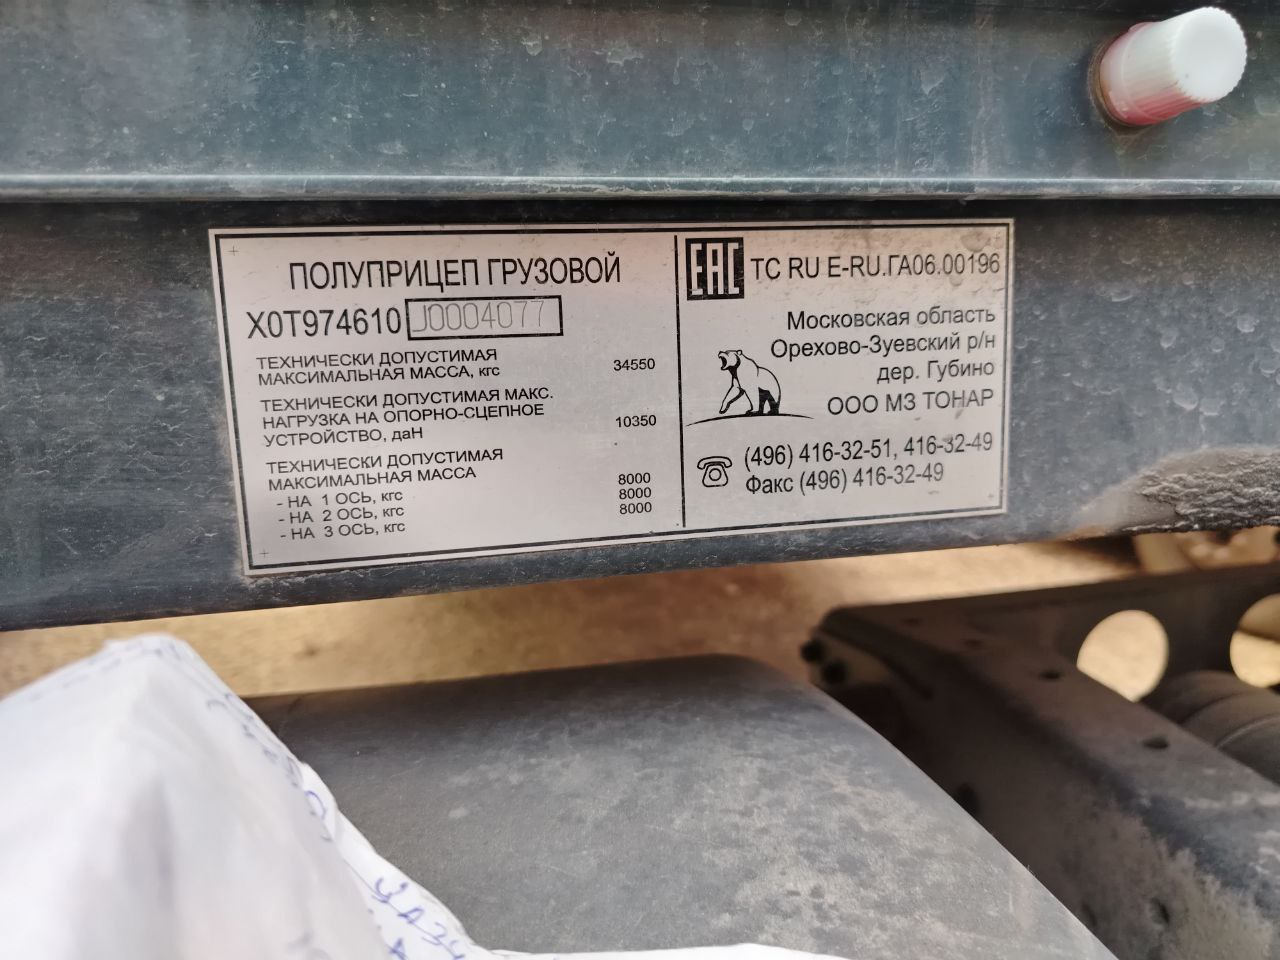 ПОЛУПРИЦЕП ГРУЗОВОЙ
X0T974610 J0004077
ТЕХНИЧЕСКИ ДОПУСТИМАЯ
МАКСИМАЛЬНАЯ МАССА, кгс 34550
ТЕХНИЧЕСКИ ДОПУСТИМАЯ МАКС.
НАГРУЗКА НА ОПОРНО-СЦЕПНОЕ
УСТРОЙСТВО, даН 10350
ТЕХНИЧЕСКИ ДОПУСТИМАЯ
МАКСИМАЛЬНАЯ МАССА
- НА 1 ОСЬ, кгс 8000
- НА 2 ОСЬ, кгс 8000
- НА 3 ОСЬ, кгс 8000
EAC TC RU E-RU.ГА06.00196
Московская область
Орехово-Зуевский р/н
дер. Губино
ООО МЗ ТОНАР
(496) 416-32-51, 416-32-49
Факс (496) 416-32-49